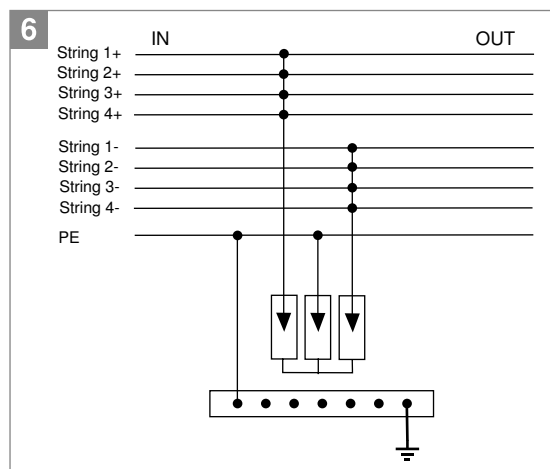 6
IN OUT
String 1+
String 2+
String 3+
String 4+
String 1-
String 2-
String 3-
String 4-
PE